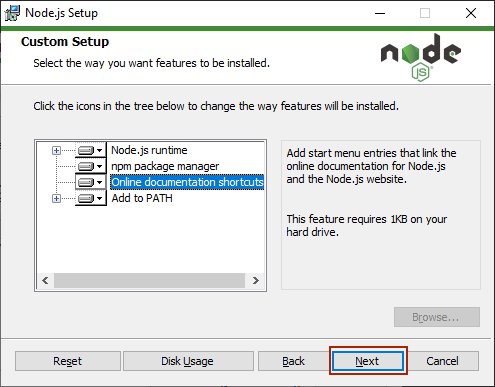 Node.js Setup
Custom Setup
Select the way you want features to be installed.
node
JS
Click the icons in the tree below to change the way features will be installed.
Node.js runtime
npm package manager
Online documentation shortcuts
Add to PATH
Add start menu entries that link the
online documentation for Node.js
and the Node.js website.
This feature requires 1KB on your
hard drive.
Browse...
Reset
Disk Usage
Back
Next
Cancel